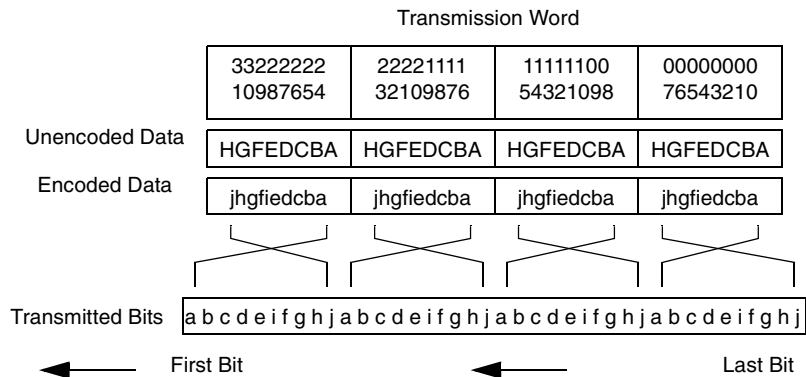 Transmission Word
33222222 22221111 11111100 00000000
10987654 32109876 54321098 76543210
Unencoded Data HGFEDCBA HGFEDCBA HGFEDCBA HGFEDCBA
Encoded Data jhgfiedcba jhgfiedcba jhgfiedcba jhgfiedcba
Transmitted Bits a b c d e i f g h j a b c d e i f g h j a b c d e i f g h j a b c d e i f g h j
First Bit Last Bit